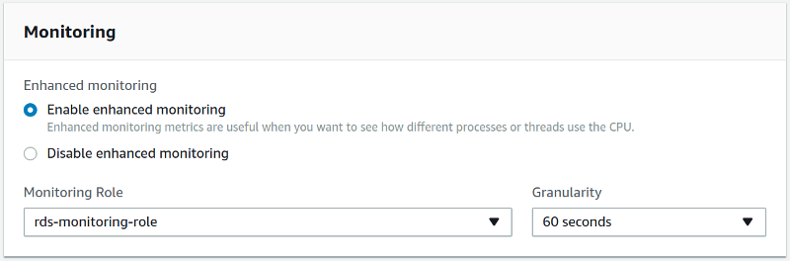 Monitoring
Enhanced monitoring
Enable enhanced monitoring
Enhanced monitoring metrics are useful when you want to see how different processes or threads use the CPU.
Disable enhanced monitoring
Monitoring Role
Granularity
rds-monitoring-role
60 seconds